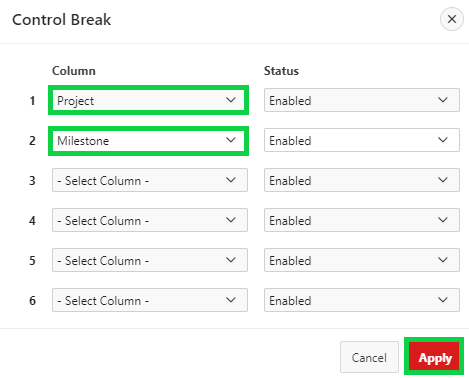 Control Break
Column Status
1 Project Enabled
2 Milestone Enabled
3 - Select Column - Enabled
4 - Select Column - Enabled
5 - Select Column - Enabled
6 - Select Column - Enabled
Cancel Apply